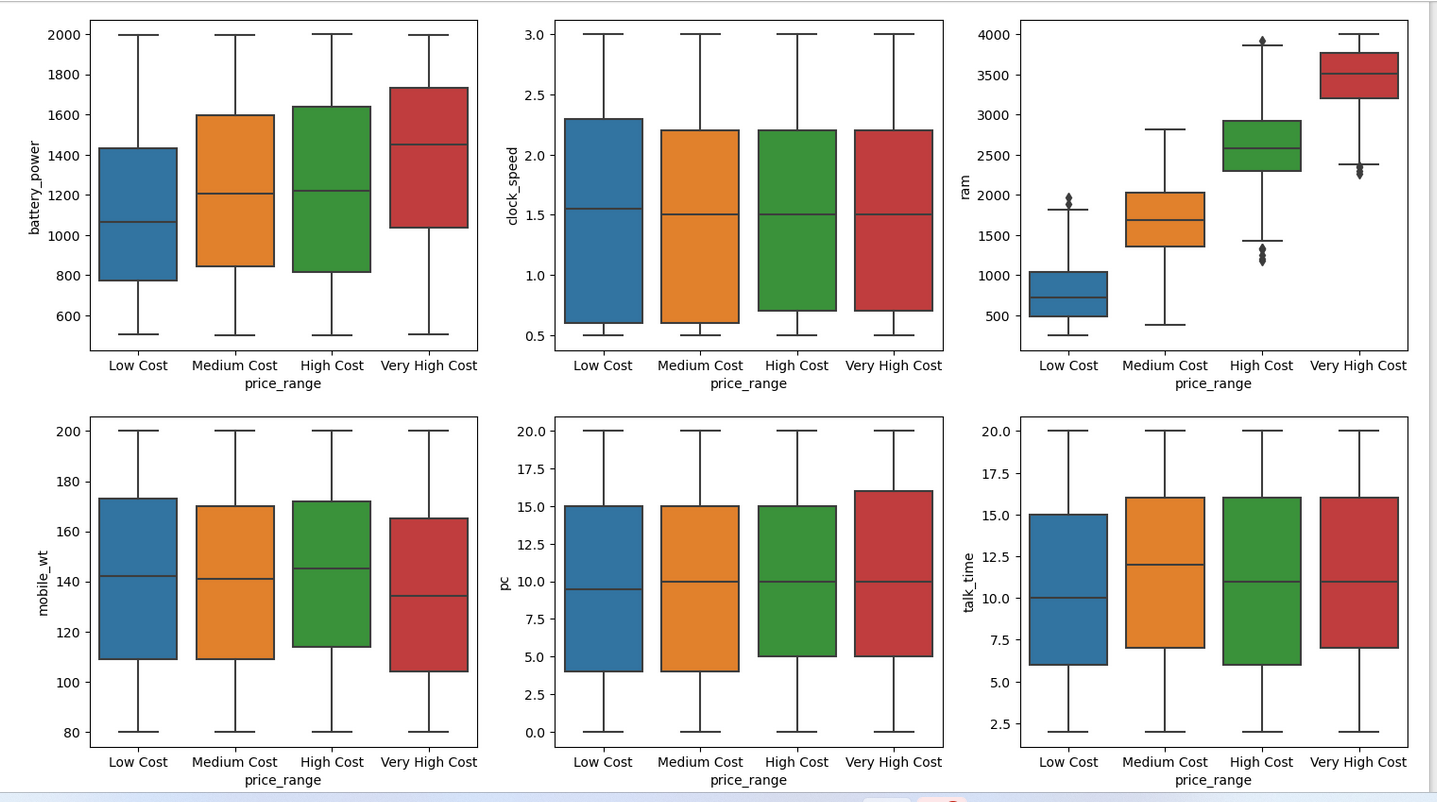 battery_power
2000
1800
1600
1400
1200
1000
800
600
Low Cost Medium Cost High Cost Very High Cost
price_range
clock_speed
3.0
2.5
2.0
1.5
1.0
0.5
Low Cost Medium Cost High Cost Very High Cost
price_range
ram
4000
3500
3000
2500
2000
1500
1000
500
Low Cost Medium Cost High Cost Very High Cost
price_range
mobile_wt
200
180
160
140
120
100
80
Low Cost Medium Cost High Cost Very High Cost
price_range
pc
20.0
17.5
15.0
12.5
10.0
7.5
5.0
2.5
0.0
Low Cost Medium Cost High Cost Very High Cost
price_range
talk_time
20.0
17.5
15.0
12.5
10.0
7.5
5.0
2.5
Low Cost Medium Cost High Cost Very High Cost
price_range